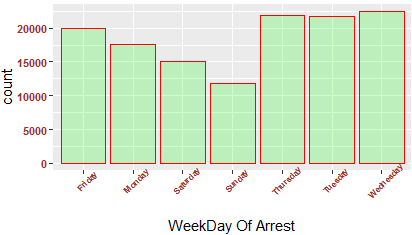 20000
15000
10000
5000
0
count
Friday
Monday
Saturday
Sunday
Thursday
Tuesday
Wednesday
WeekDay Of Arrest